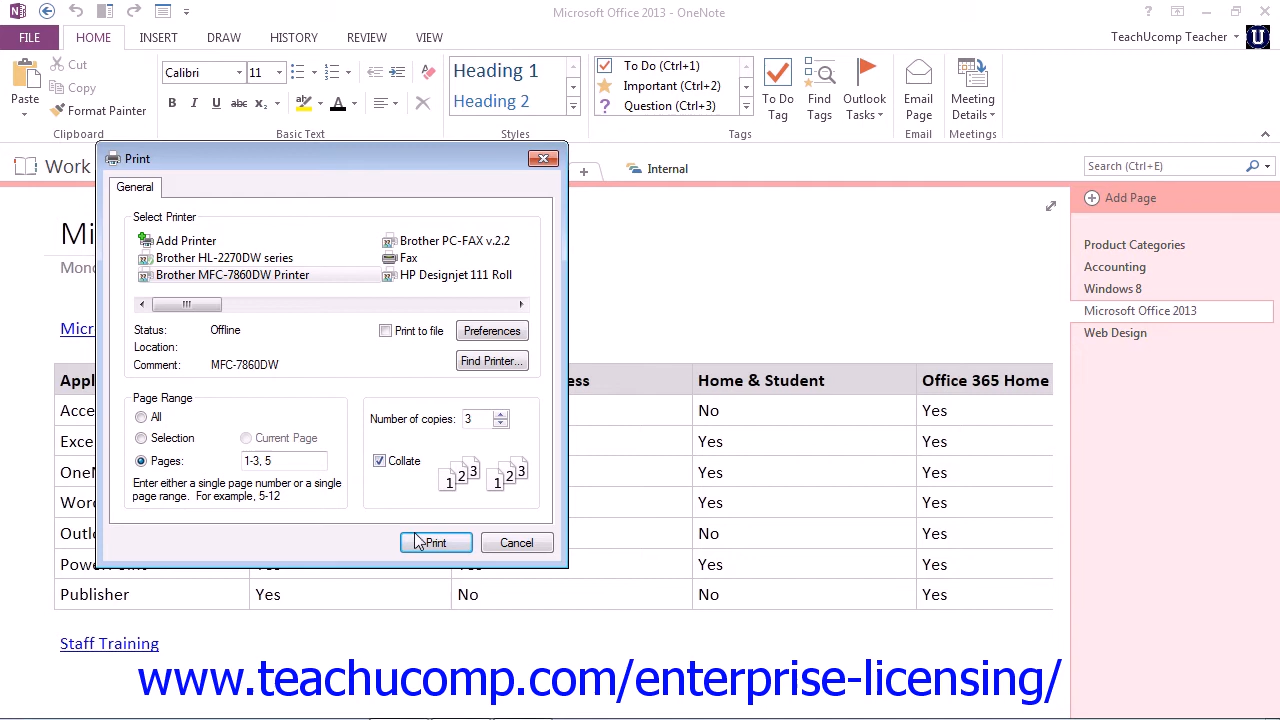 Microsoft Office 2013 - OneNote
FILE HOME INSERT DRAW HISTORY REVIEW VIEW TeachUcomp Teacher
Cut
Copy
Format Painter
Paste
Clipboard
Calibri 11
B I U abc x₂ A
Basic Text
Heading 1
Heading 2
Styles
To Do (Ctrl+1)
Important (Ctrl+2)
Question (Ctrl+3)
To Do Tag
Find Tags
Outlook Tasks
Tags
Email Page
Email
Meeting Details
Meetings
Work
Internal
Search (Ctrl+E)
Print
General
Select Printer
Add Printer
Brother HL-2270DW series
Brother MFC-7860DW Printer
Brother PC-FAX v.2.2
Fax
HP Designjet 111 Roll
Status: Offline
Location:
Comment: MFC-7860DW
Print to file
Preferences
Find Printer...
Page Range
All
Selection
Current Page
Pages: 1-3, 5
Enter either a single page number or a single
page range. For example, 5-12
Number of copies: 3
Collate
1 2 3 1 2 3
Print
Cancel
Add Page
Product Categories
Accounting
Windows 8
Microsoft Office 2013
Web Design
Home & Student Office 365 Home
No Yes
Yes Yes
Yes Yes
Yes Yes
No Yes
Yes Yes
Publisher Yes No No Yes
Staff Training
www.teachucomp.com/enterprise-licensing/